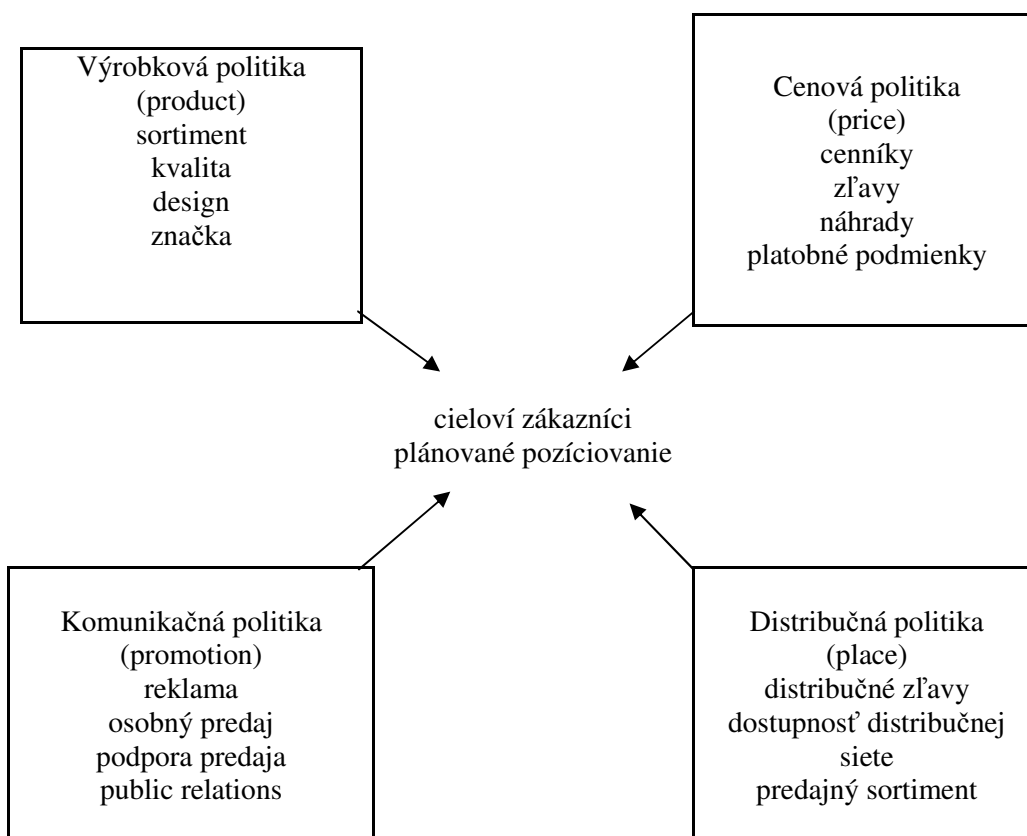 Výrobková politika
(product)
sortiment
kvalita
design
značka
Cenová politika
(price)
cenníky
zľavy
náhrady
platobné podmienky
cieloví zákazníci
plánované pozíciovanie
Komunikačná politika
(promotion)
reklama
osobný predaj
podpora predaja
public relations
Distribučná politika
(place)
distribučné zľavy
dostupnosť distribučnej
siete
predajný sortiment